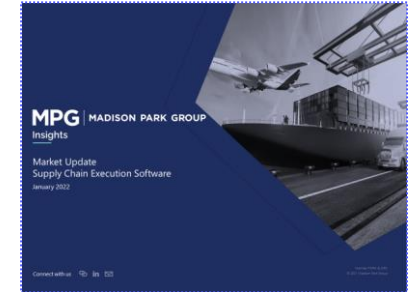 MPG | MADISON PARK GROUP
Insights
Market Update
Supply Chain Execution Software
January 2022
Connect with us